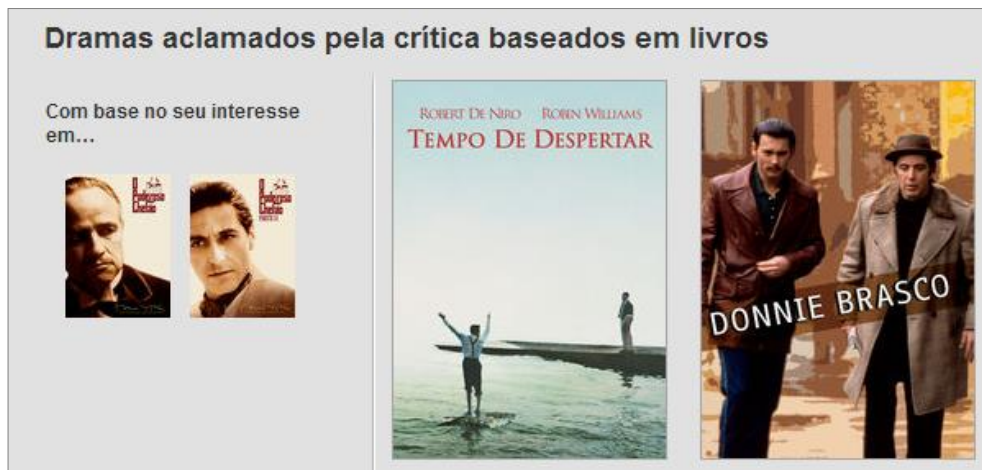 Dramas aclamados pela crítica baseados em livros
Com base no seu interesse
em...
ROBERT DE NIRO ROBIN WILLIAMS
TEMPO DE DESPERTAR
DONNIE BRASCO